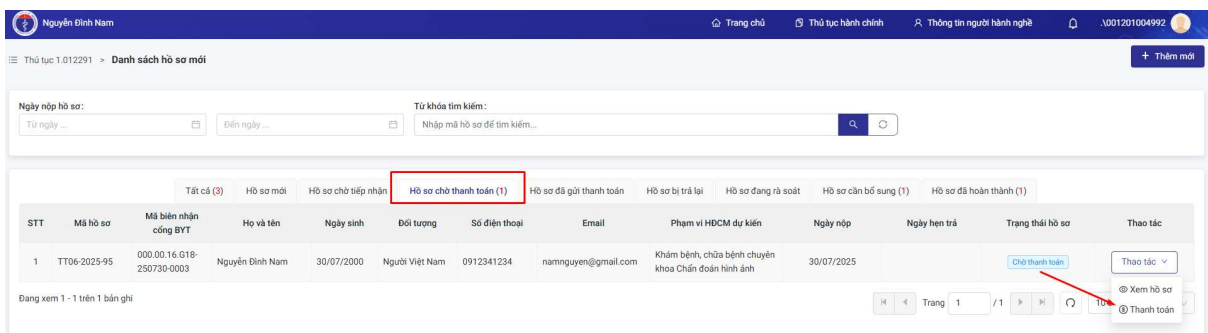 Nguyễn Đình Nam
Trang chủ
Thủ tục hành chính
Thông tin người hành nghề
.\001201004992
Thủ tục 1.012291 > Danh sách hồ sơ mới
+ Thêm mới
Ngày nộp hồ sơ:
Từ khóa tìm kiếm:
Từ ngày ...
Đến ngày ...
Nhập mã hồ sơ để tìm kiếm...
Tất cả (3)
Hồ sơ mới
Hồ sơ chờ tiếp nhận
Hồ sơ chờ thanh toán (1)
Hồ sơ đã gửi thanh toán
Hồ sơ bị trả lại
Hồ sơ đang rà soát
Hồ sơ cần bổ sung (1)
Hồ sơ đã hoàn thành (1)
STT
Mã hồ sơ
Mã biên nhận
cổng BYT
Họ và tên
Ngày sinh
Đối tượng
Số điện thoại
Email
Phạm vi HĐCM dự kiến
Ngày nộp
Ngày hẹn trả
Trạng thái hồ sơ
Thao tác
1
TT06-2025-95
000.00.16.G18-
250730-0003
Nguyễn Đình Nam
30/07/2000
Người Việt Nam
0912341234
namnguyen@gmail.com
Khám bệnh, chữa bệnh chuyên
khoa Chẩn đoán hình ảnh
30/07/2025
Chờ thanh toán
Thao tác
Xem hồ sơ
Thanh toán
Đang xem 1 - 1 trên 1 bản ghi
Trang 1 / 1